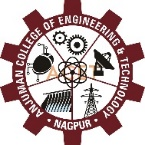 ANJUMAN COLLEGE OF ENGINEERING & TECHNOLOGY
• NAGPUR •